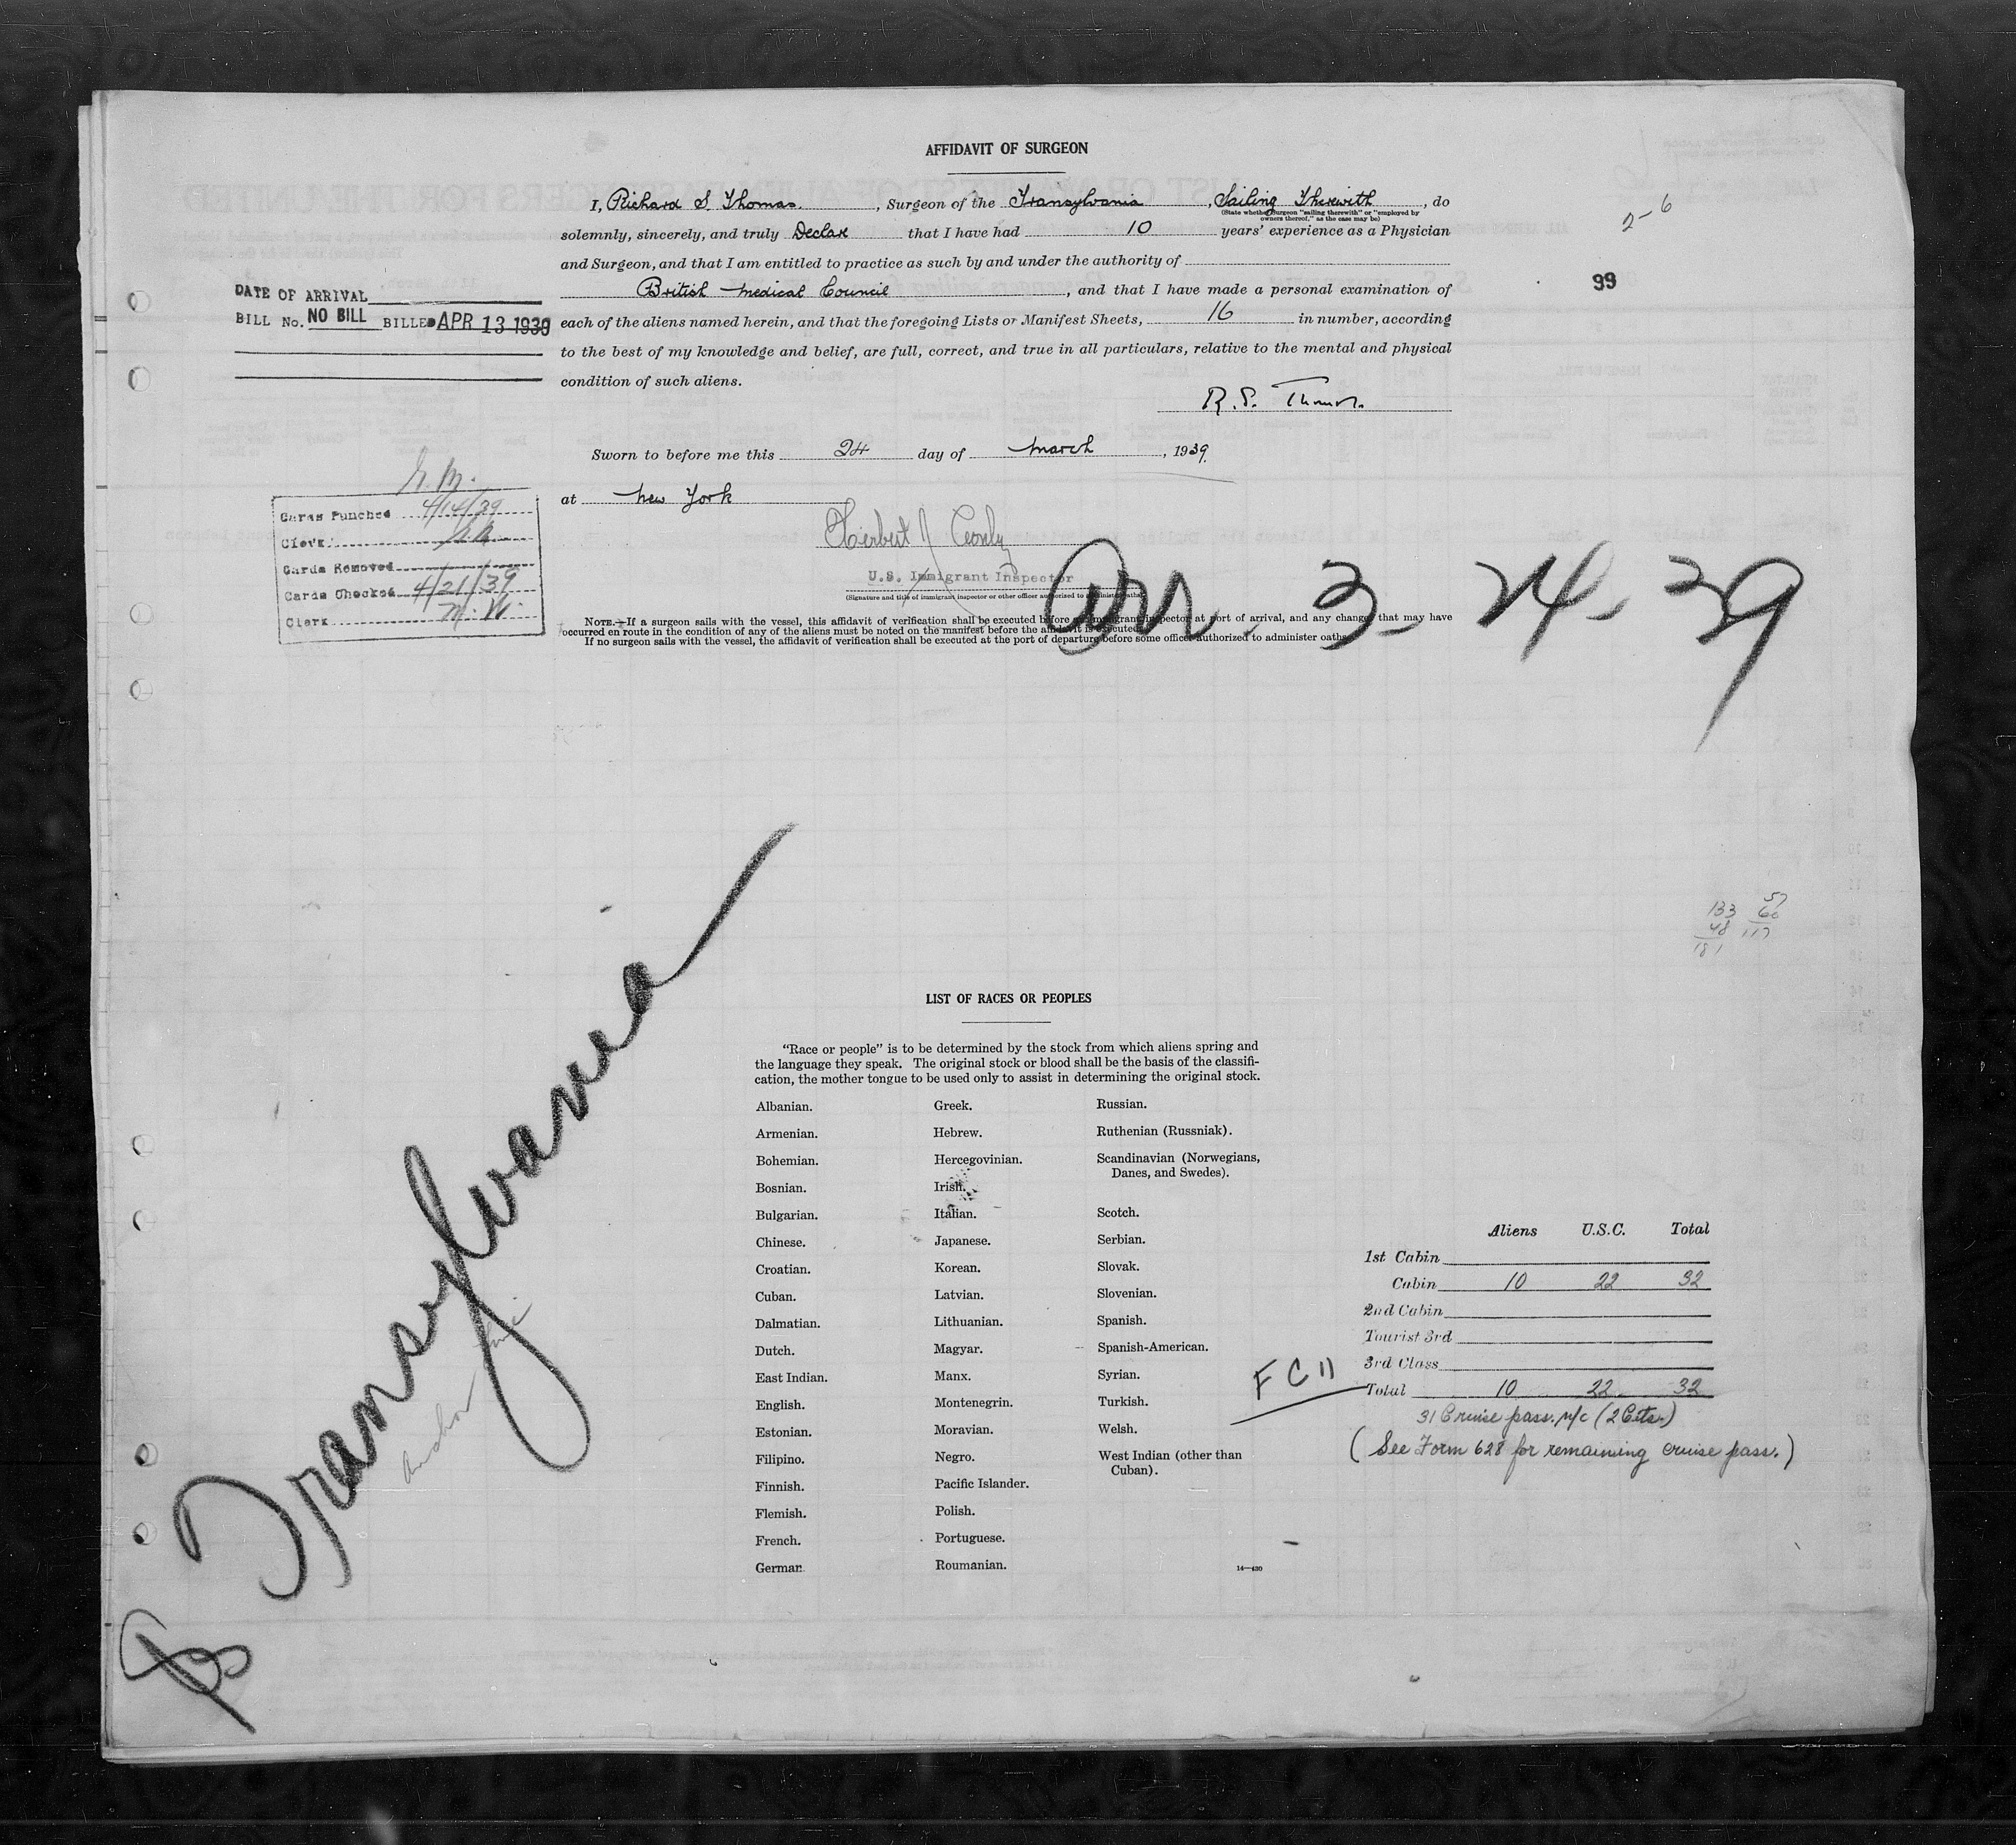 AFFIDAVIT OF SURGEON
I, Richard S. Thomas., Surgeon of the Transylvania, Sailing Therewith, do
(State whether Surgeon "sailing therewith" or "employed by
owners thereof," as the case may be)
solemnly, sincerely, and truly Declare that I have had 10 years' experience as a Physician
and Surgeon, and that I am entitled to practice as such by and under the authority of
British medical Council, and that I have made a personal examination of
each of the aliens named herein, and that the foregoing Lists or Manifest Sheets, 16 in number, according
to the best of my knowledge and belief, are full, correct, and true in all particulars, relative to the mental and physical
condition of such aliens.
R. S. Thomas.
Sworn to before me this 24 day of march, 1939.
at new York
Herbert J
U.S. Immigrant Inspector
(Signature and title of immigrant inspector or other officer authorized to administer oaths)
NOTE.—If a surgeon sails with the vessel, this affidavit of verification shall be executed before immigrant inspector at port of arrival, and any change that may have
occurred en route in the condition of any of the aliens must be noted on the manifest before the affidavit is executed.
If no surgeon sails with the vessel, the affidavit of verification shall be executed at the port of departure before some officer authorized to administer oaths.
DATE OF ARRIVAL
BILL No. NO BILL BILLED APR 13 1939
2-6
99
Cards Punched 4/14/39
Clerk
Cards Removed
Cards Checked 4/21/39
Clerk M. W.
Arr 3-24-39
133 57
48 60
181 117
Transylvania
Anchor Line
LIST OF RACES OR PEOPLES
"Race or people" is to be determined by the stock from which aliens spring and
the language they speak. The original stock or blood shall be the basis of the classifi-
cation, the mother tongue to be used only to assist in determining the original stock.
Albanian.
Armenian.
Bohemian.
Bosnian.
Bulgarian.
Chinese.
Croatian.
Cuban.
Dalmatian.
Dutch.
East Indian.
English.
Estonian.
Filipino.
Finnish.
Flemish.
French.
German
Greek.
Hebrew.
Hercegovinian.
Irish.
Italian.
Japanese.
Korean.
Latvian.
Lithuanian.
Magyar.
Manx.
Montenegrin.
Moravian.
Negro.
Pacific Islander.
Polish.
Portuguese.
Roumanian.
Russian.
Ruthenian (Russniak).
Scandinavian (Norwegians,
Danes, and Swedes).
Scotch.
Serbian.
Slovak.
Slovenian.
Spanish.
Spanish-American.
Syrian.
Turkish.
Welsh.
West Indian (other than
Cuban).
14—430
Aliens U.S.C. Total
1st Cabin
Cabin 10 22 32
2nd Cabin
Tourist 3rd
3rd Class
Total 10 22 32
31 Cruise pass. n/c (2 Cets.)
(See Form 628 for remaining cruise pass.)